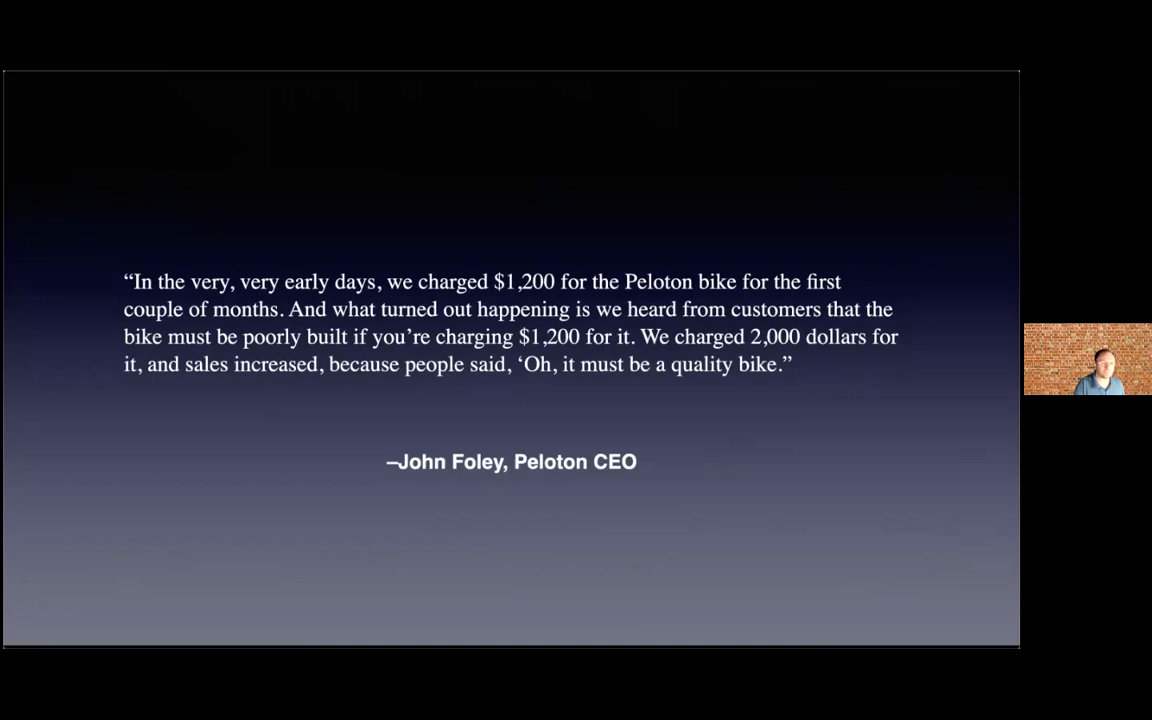 “In the very, very early days, we charged $1,200 for the Peloton bike for the first
couple of months. And what turned out happening is we heard from customers that the
bike must be poorly built if you’re charging $1,200 for it. We charged 2,000 dollars for
it, and sales increased, because people said, ‘Oh, it must be a quality bike.”
–John Foley, Peloton CEO